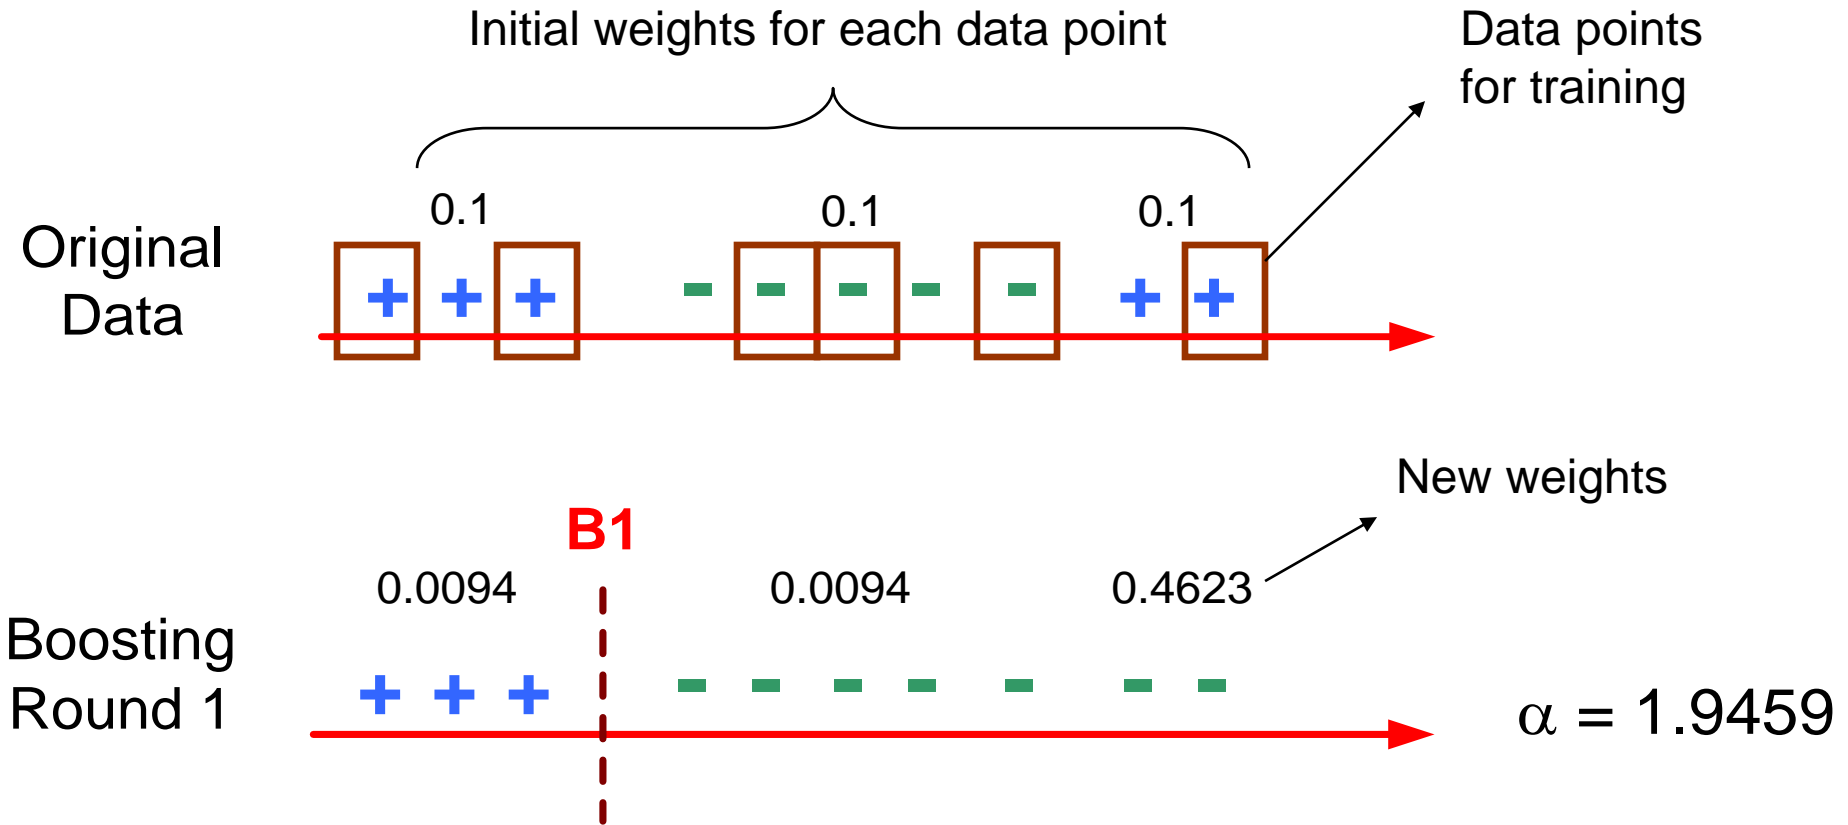 Initial weights for each data point
Data points
for training
0.1
0.1
0.1
Original
Data
+ + +
- - - - -
+ +
New weights
B1
0.0094
0.0094
0.4623
Boosting
Round 1
+ + +
- - - - - - -
α = 1.9459